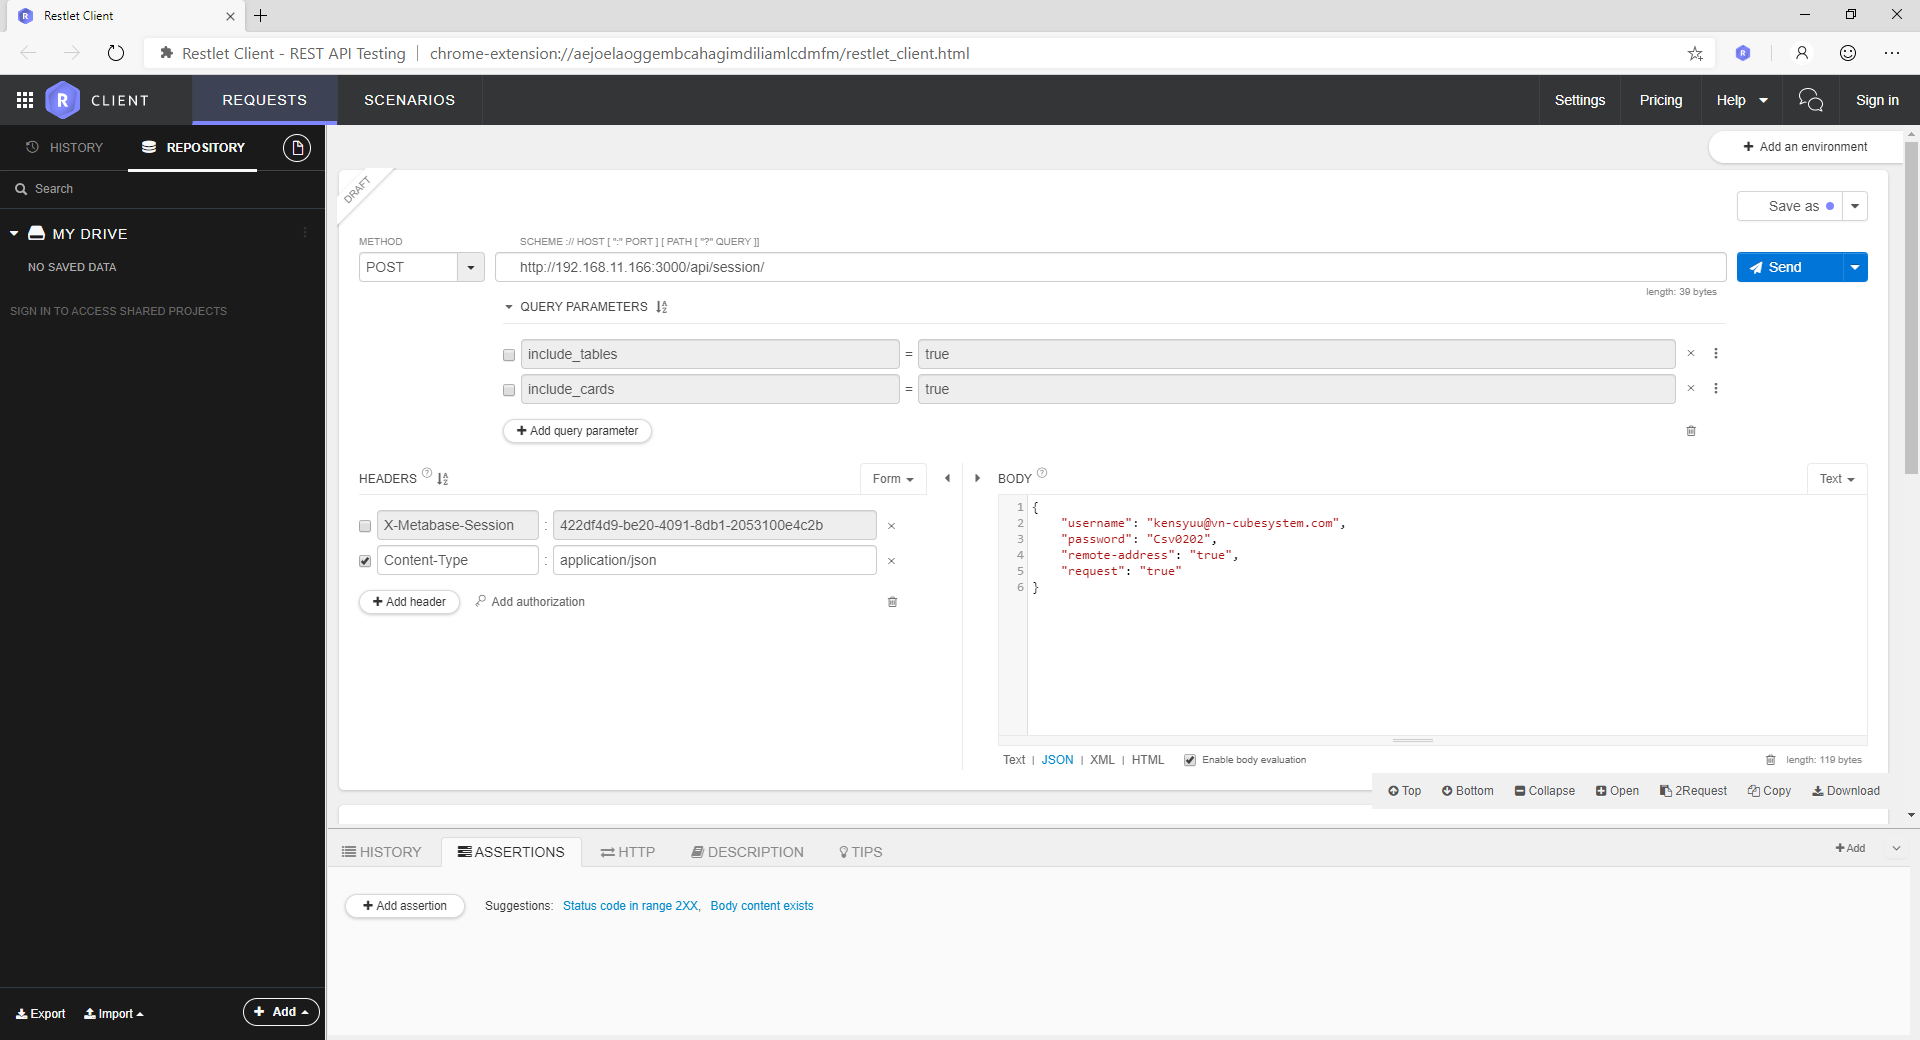 Restlet Client
Restlet Client - REST API Testing
chrome-extension://aejoelaoggembcahagimdiliamlcdmfm/restlet_client.html
R CLIENT
REQUESTS
SCENARIOS
Settings
Pricing
Help
Sign in
HISTORY
REPOSITORY
Search
MY DRIVE
NO SAVED DATA
SIGN IN TO ACCESS SHARED PROJECTS
Export
Import
+ Add
+ Add an environment
DRAFT
Save as
METHOD
SCHEME :// HOST [ ":" PORT ] [ PATH [ "?" QUERY ]]
POST
http://192.168.11.166:3000/api/session/
Send
length: 39 bytes
QUERY PARAMETERS
include_tables = true
include_cards = true
+ Add query parameter
HEADERS
Form
X-Metabase-Session : 422df4d9-be20-4091-8db1-2053100e4c2b
Content-Type : application/json
+ Add header
Add authorization
BODY
Text
1 {
2 "username": "kensyuu@vn-cubesystem.com",
3 "password": "Csv0202",
4 "remote-address": "true",
5 "request": "true"
6 }
Text | JSON | XML | HTML
Enable body evaluation
length: 119 bytes
Top
Bottom
Collapse
Open
2Request
Copy
Download
HISTORY
ASSERTIONS
HTTP
DESCRIPTION
TIPS
+ Add
+ Add assertion
Suggestions: Status code in range 2XX, Body content exists